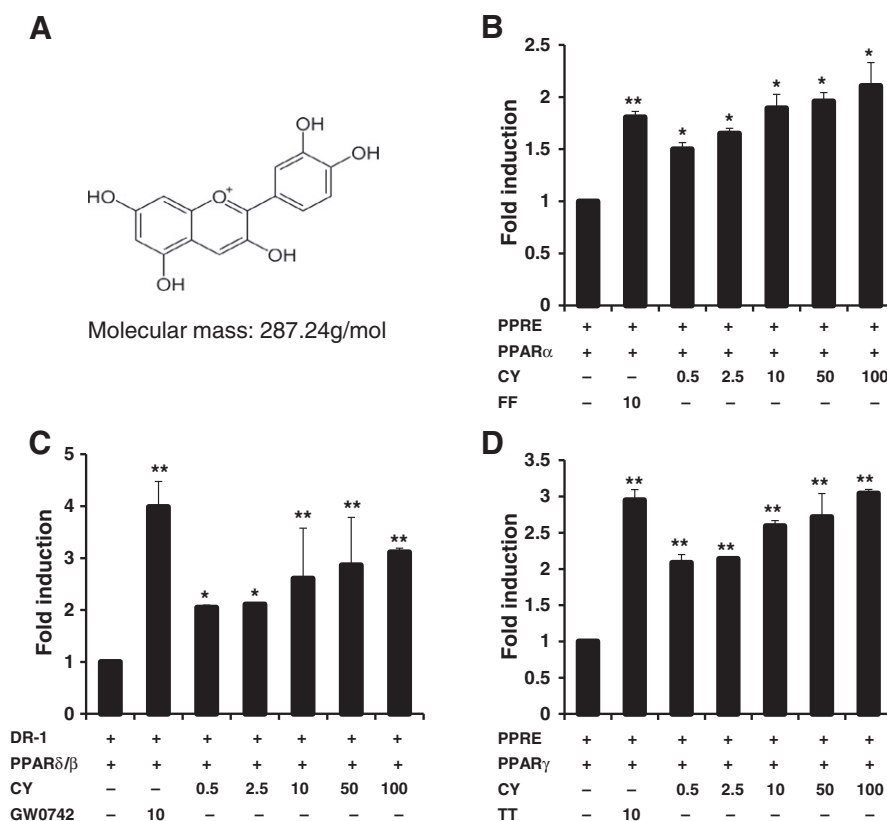 A
OH
OH
HO
O+
OH
OH
Molecular mass: 287.24g/mol
B
Fold induction
2.5
2
1.5
1
0.5
0
** * * * * *
PPRE + + + + + + +
PPARα + + + + + + +
CY – – 0.5 2.5 10 50 100
FF – 10 – – – – –
C
Fold induction
5
4
3
2
1
0
** * * ** ** **
DR-1 + + + + + + +
PPARδ/β + + + + + + +
CY – – 0.5 2.5 10 50 100
GW0742 – 10 – – – – –
D
Fold induction
3.5
3
2.5
2
1.5
1
0.5
0
** ** ** ** ** **
PPRE + + + + + + +
PPARγ + + + + + + +
CY – – 0.5 2.5 10 50 100
TT – 10 – – – – –